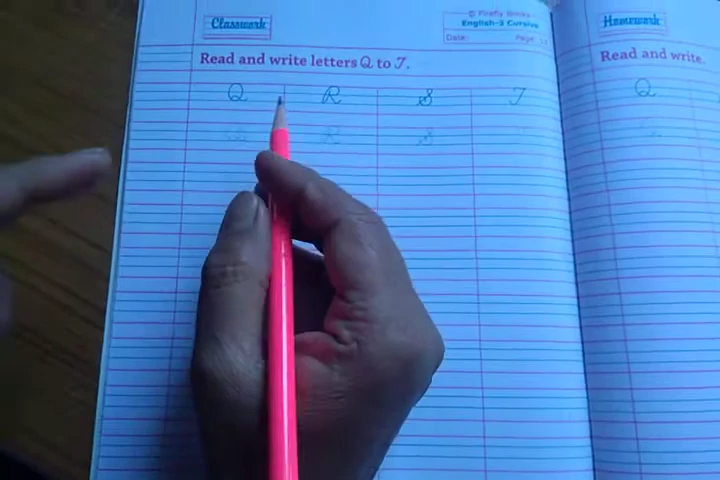 Classwork
© Firefly Books
English-3 Cursive
Date: Page:
Read and write letters Q to T.
Q R S T
Q R S
Homework
Read and write.
Q